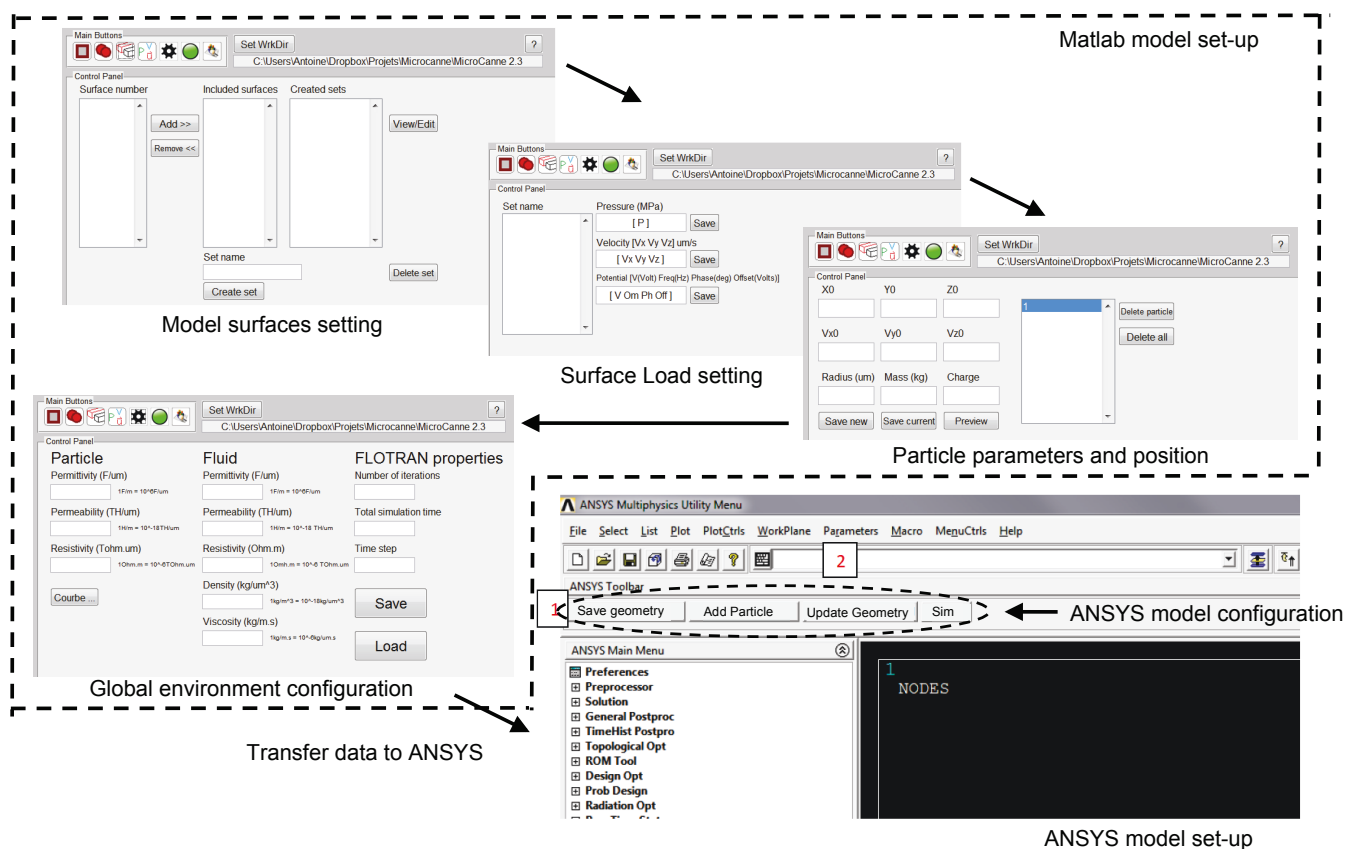 Matlab model set-up
Main Buttons
Set WrkDir
?
C:\Users\Antoine\Dropbox\Projets\Microcanne\MicroCanne 2.3
Control Panel
Surface number Included surfaces Created sets
Add >>
Remove <<
View/Edit
Set name
Delete set
Create set
Model surfaces setting
Main Buttons
Set WrkDir
?
C:\Users\Antoine\Dropbox\Projets\Microcanne\MicroCanne 2.3
Control Panel
Set name
Pressure (MPa)
[ P ] Save
Velocity [Vx Vy Vz] um/s
[ Vx Vy Vz ] Save
Potential [V(Volt) Freq(Hz) Phase(deg) Offset(Volts)]
[ V Om Ph Off ] Save
Surface Load setting
Main Buttons
Set WrkDir
?
C:\Users\Antoine\Dropbox\Projets\Microcanne\MicroCanne 2.3
Control Panel
X0 Y0 Z0
1
Delete particle
Vx0 Vy0 Vz0
Delete all
Radius (um) Mass (kg) Charge
Save new Save current Preview
Particle parameters and position
Main Buttons
Set WrkDir
?
C:\Users\Antoine\Dropbox\Projets\Microcanne\MicroCanne 2.3
Control Panel
Particle Fluid FLOTRAN properties
Permittivity (F/um) Permittivity (F/um) Number of iterations
1F/m = 10^6F/um 1F/m = 10^6F/um
Permeability (TH/um) Permeability (TH/um) Total simulation time
1H/m = 10^-18TH/um 1H/m = 10^-18 TH/um
Resistivity (Tohm.um) Resistivity (Ohm.m) Time step
1Ohm.m = 10^-6TOhm.um 1Omh.m = 10^-6 TOhm.um
Courbe ...
Density (kg/um^3)
1kg/m^3 = 10^-18kg/um^3
Save
Viscosity (kg/m.s)
1kg/m.s = 10^-6kg/um.s
Load
Global environment configuration
Transfer data to ANSYS
ANSYS Multiphysics Utility Menu
File Select List Plot PlotCtrls WorkPlane Parameters Macro MenuCtrls Help
2
ANSYS Toolbar
1
Save geometry Add Particle Update Geometry Sim
ANSYS model configuration
ANSYS Main Menu
Preferences
Preprocessor
Solution
General Postproc
TimeHist Postpro
Topological Opt
ROM Tool
Design Opt
Prob Design
Radiation Opt
1
NODES
ANSYS model set-up